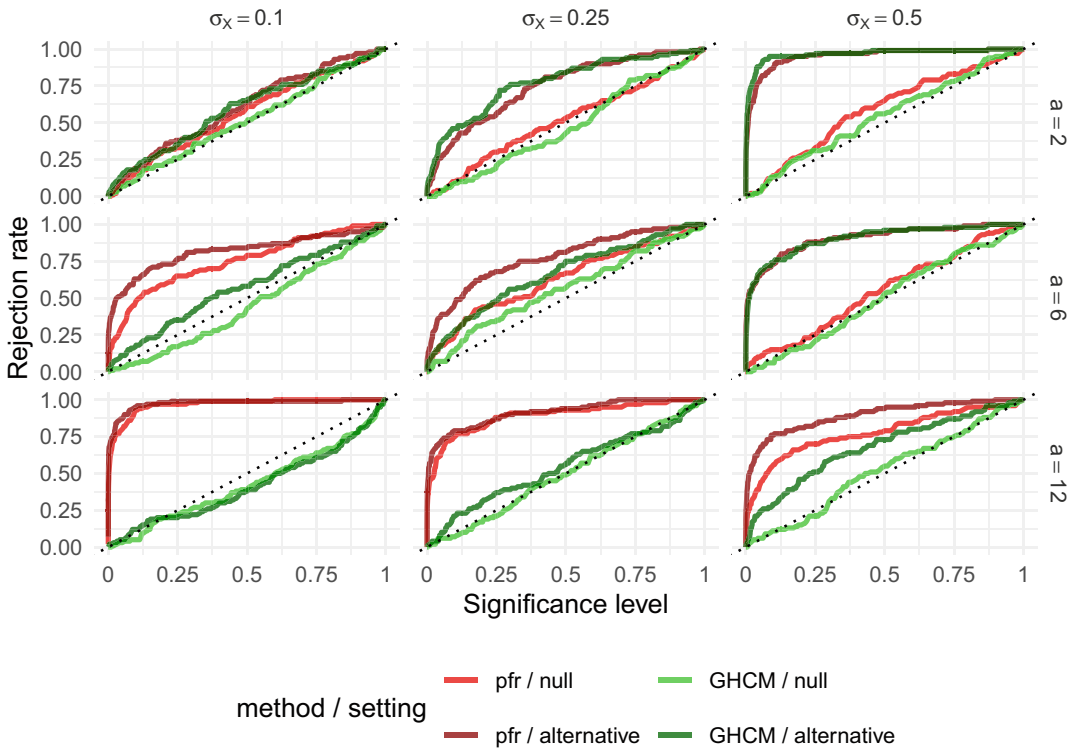 σX = 0.1 σX = 0.25 σX = 0.5
1.00
0.75
0.50
0.25
0.00
a = 2
1.00
0.75
0.50
0.25
0.00
a = 6
1.00
0.75
0.50
0.25
0.00
a = 12
Rejection rate
0 0.25 0.5 0.75 1 0 0.25 0.5 0.75 1 0 0.25 0.5 0.75 1
Significance level
method / setting
pfr / null GHCM / null
pfr / alternative GHCM / alternative